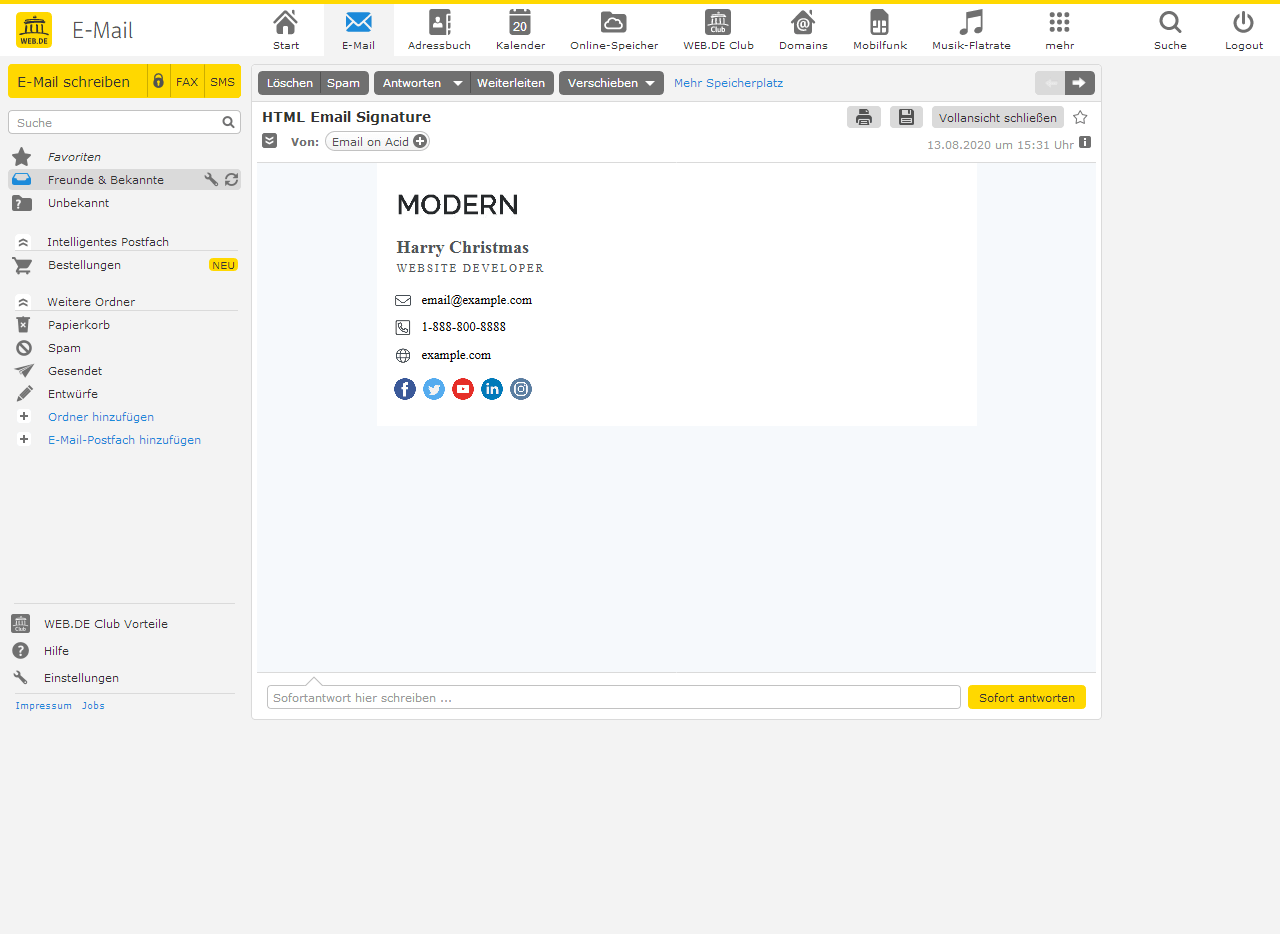 WEB.DE
E-Mail
Start
E-Mail
Adressbuch
20
Kalender
Online-Speicher
Club
WEB.DE Club
@
Domains
Mobilfunk
Musik-Flatrate
mehr
Suche
Logout
E-Mail schreiben
FAX
SMS
Löschen
Spam
Antworten
Weiterleiten
Verschieben
Mehr Speicherplatz
Suche
Favoriten
Freunde & Bekannte
? Unbekannt
Intelligentes Postfach
Bestellungen
NEU
Weitere Ordner
Papierkorb
Spam
Gesendet
Entwürfe
+ Ordner hinzufügen
+ E-Mail-Postfach hinzufügen
Club WEB.DE Club Vorteile
? Hilfe
Einstellungen
Impressum
Jobs
HTML Email Signature
Vollansicht schließen
Von: Email on Acid +
13.08.2020 um 15:31 Uhr i
MODERN
Harry Christmas
WEBSITE DEVELOPER
email@example.com
1-888-800-8888
example.com
f
in
Sofortantwort hier schreiben ...
Sofort antworten